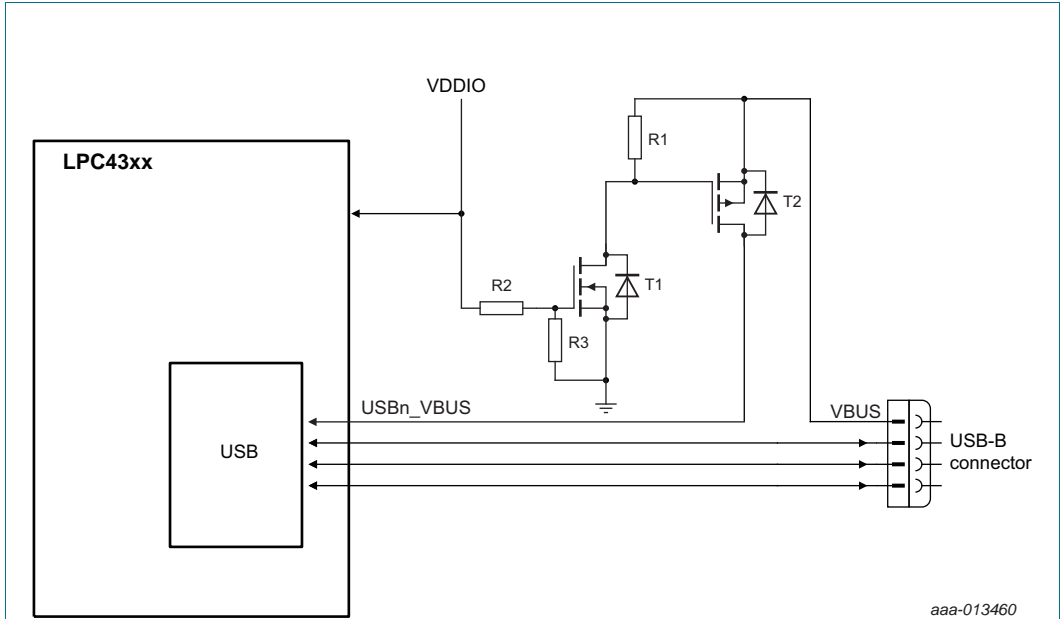 VDDIO
R1
LPC43xx
T2
R2
T1
R3
USBn_VBUS
VBUS
USB
USB-B
connector
aaa-013460